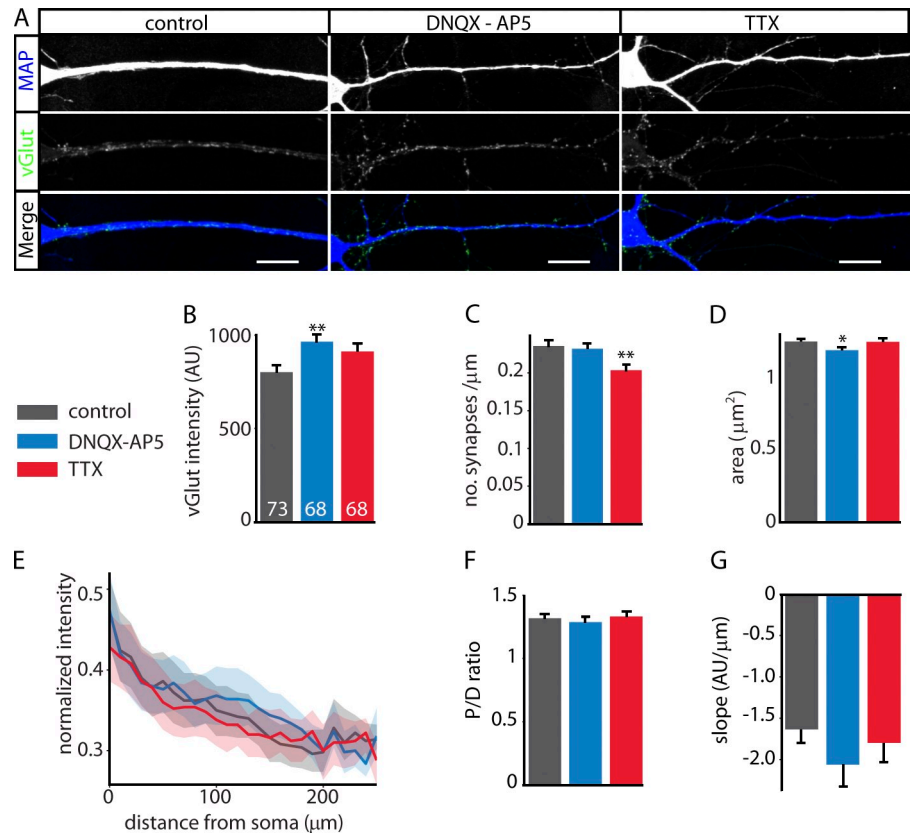 A
control
DNQX - AP5
TTX
MAP
vGlut
Merge
B
vGlut intensity (AU)
1000
500
0
**
73
68
68
C
no. synapses /µm
0.2
0.15
0.1
0.05
0
**
D
area (µm²)
1
0.5
0
*
control
DNQX-AP5
TTX
E
normalized intensity
0.5
0.4
0.3
0
100
200
distance from soma (µm)
F
P/D ratio
1.5
1
0.5
0
G
slope (AU/µm)
0
-0.5
-1
-1.5
-2.0